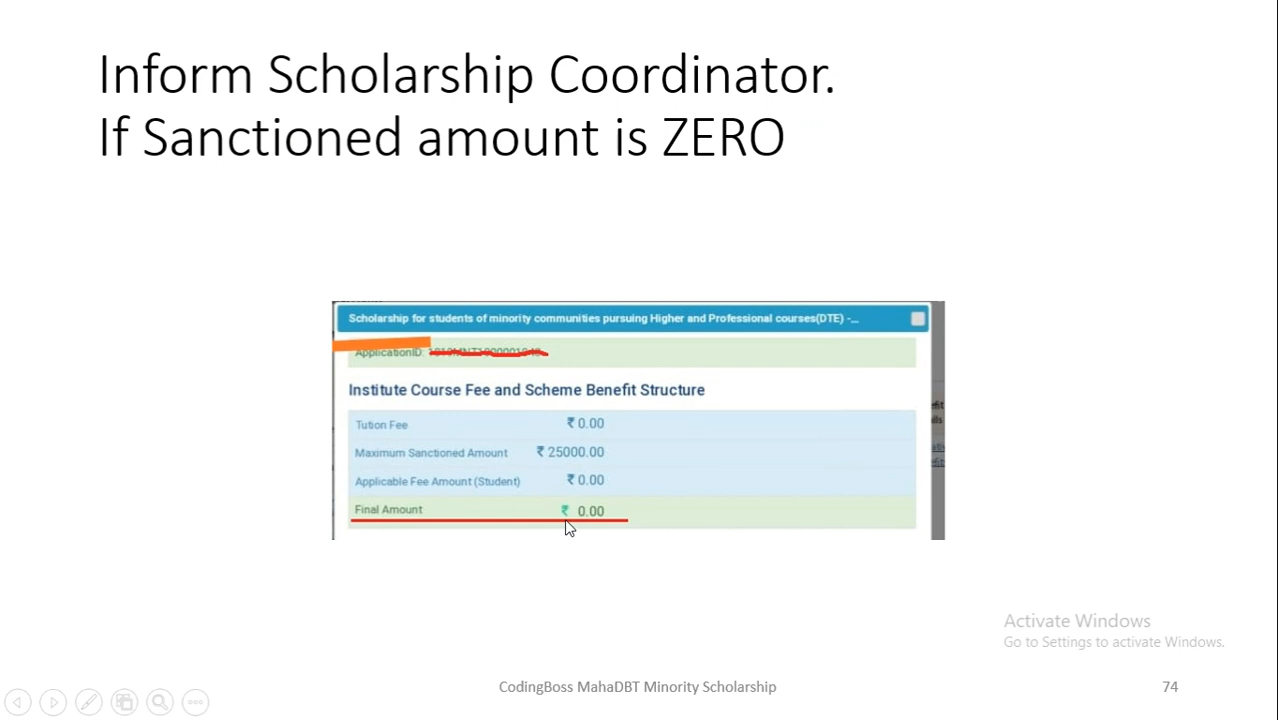 Inform Scholarship Coordinator.
If Sanctioned amount is ZERO
Scholarship for students of minority communities pursuing Higher and Professional courses(DTE) -...
ApplicationID:
Institute Course Fee and Scheme Benefit Structure
Tution Fee ₹ 0.00
Maximum Sanctioned Amount ₹ 25000.00
Applicable Fee Amount (Student) ₹ 0.00
Final Amount ₹ 0.00
Activate Windows
Go to Settings to activate Windows.
CodingBoss MahaDBT Minority Scholarship 74